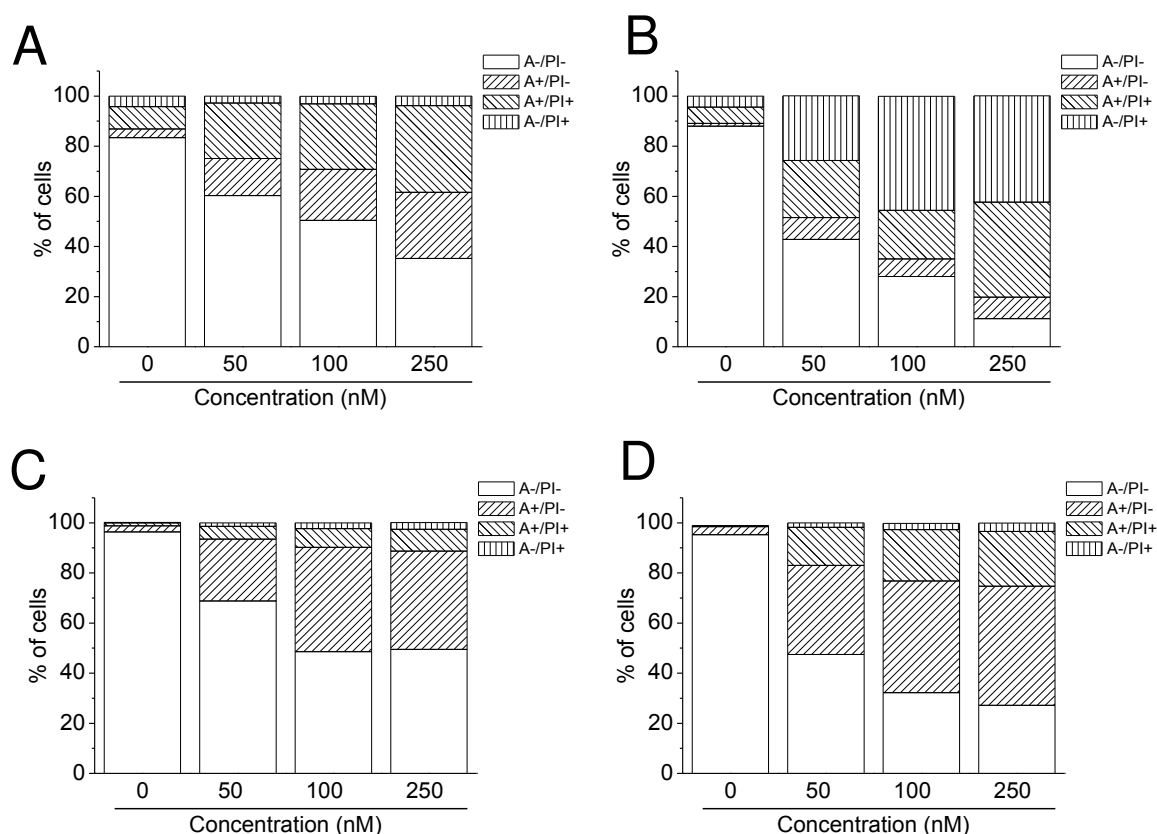 A
A-/PI-
A+/PI-
A+/PI+
A-/PI+
100
80
60
40
20
0
% of cells
0 50 100 250
Concentration (nM)
B
A-/PI-
A+/PI-
A+/PI+
A-/PI+
100
80
60
40
20
0
% of cells
0 50 100 250
Concentration (nM)
C
A-/PI-
A+/PI-
A+/PI+
A-/PI+
100
80
60
40
20
0
% of cells
0 50 100 250
Concentration (nM)
D
A-/PI-
A+/PI-
A+/PI+
A-/PI+
100
80
60
40
20
0
% of cells
0 50 100 250
Concentration (nM)